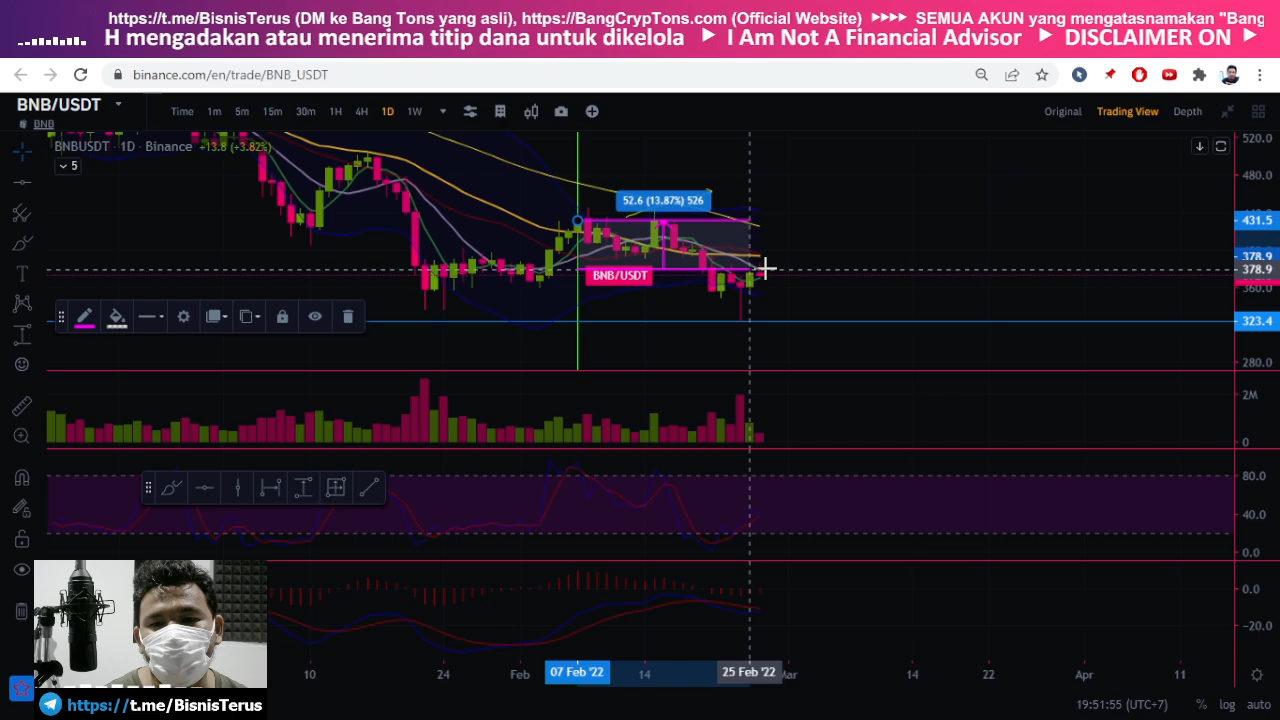 https://t.me/BisnisTerus (DM ke Bang Tons yang asli), https://BangCrypTons.com (Official Website) ►►►► SEMUA AKUN yang mengatasnamakan "Bang
H mengadakan atau menerima titip dana untuk dikelola ► I Am Not A Financial Advisor ► DISCLAIMER ON ►
binance.com/en/trade/BNB_USDT
BNB/USDT
BNB
Time 1m 5m 15m 30m 1H 4H 1D 1W
Original Trading View Depth
BNBUSDT · 1D · Binance +13.8 (+3.82%)
5
520.0
480.0
52.6 (13.87%) 526
431.5
378.9
378.9
BNB/USDT
360.0
323.4
280.0
2M
0
80.0
40.0
0.0
0.0
-20.0
10 24 Feb 07 Feb '22 14 25 Feb '22 Mar 14 22 Apr 11
https://t.me/BisnisTerus
19:51:55 (UTC+7) % log auto